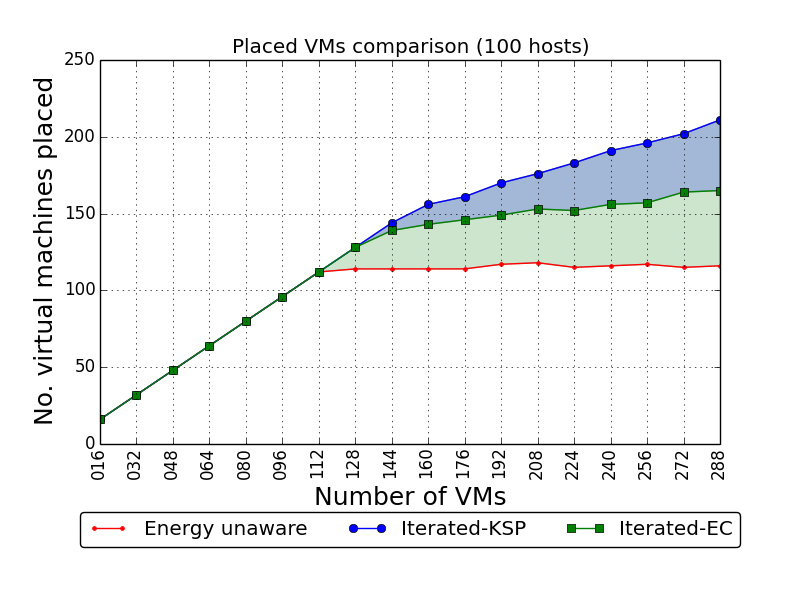 Placed VMs comparison (100 hosts)
No. virtual machines placed
250
200
150
100
50
0
016 032 048 064 080 096 112 128 144 160 176 192 208 224 240 256 272 288
Number of VMs
Energy unaware Iterated-KSP Iterated-EC